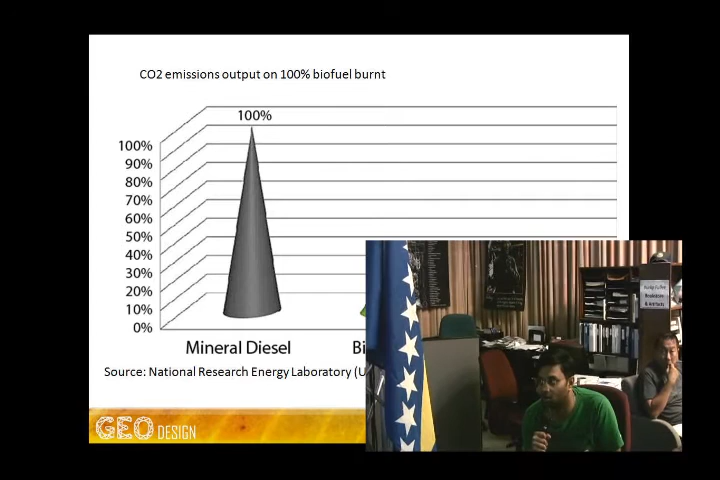 CO2 emissions output on 100% biofuel burnt
100%
100%
90%
80%
70%
60%
50%
40%
30%
20%
10%
0%
Mineral Diesel
Bi
Source: National Research Energy Laboratory (U
GEO DESIGN